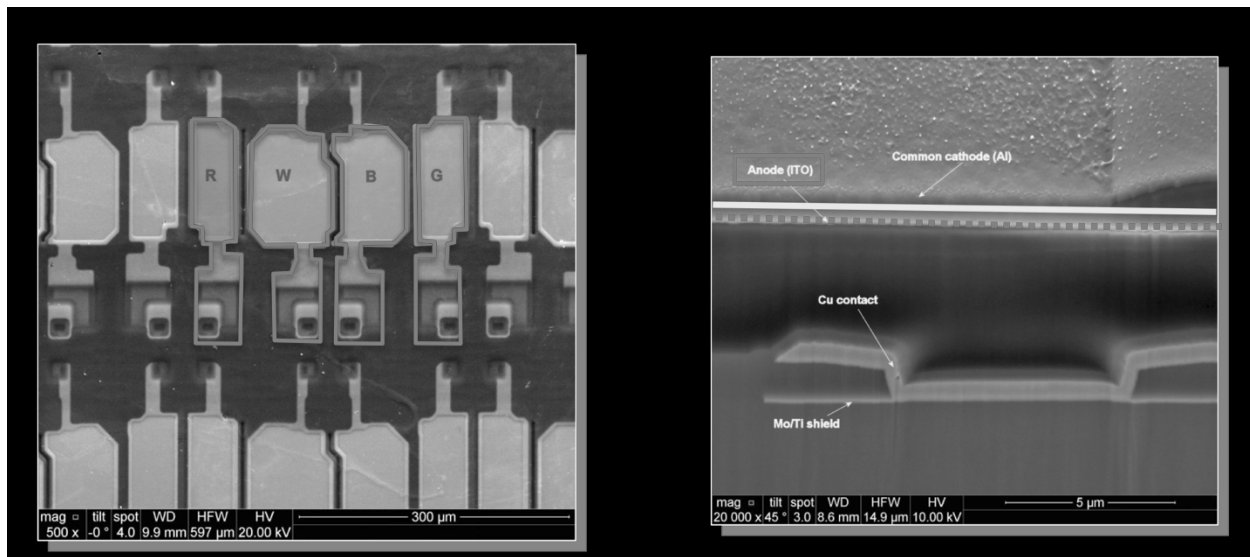 R W B G
mag □ tilt spot WD HFW HV
500 x -0 ° 4.0 9.9 mm 597 µm 20.00 kV
300 µm
Common cathode (Al)
Anode (ITO)
Cu contact
Mo/Ti shield
mag □ tilt spot WD HFW HV
20 000 x 45 ° 3.0 8.6 mm 14.9 µm 10.00 kV
5 µm